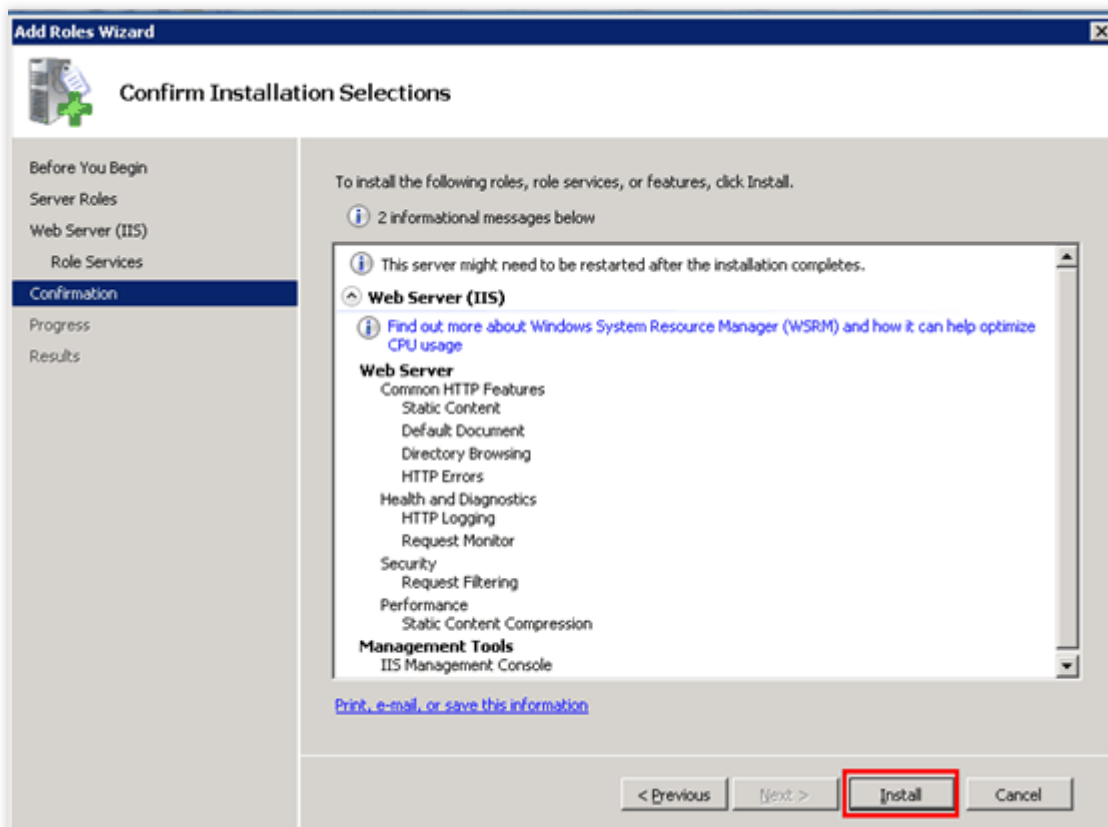 Add Roles Wizard
Confirm Installation Selections
Before You Begin
Server Roles
Web Server (IIS)
Role Services
Confirmation
Progress
Results
To install the following roles, role services, or features, click Install.
2 informational messages below
This server might need to be restarted after the installation completes.
Web Server (IIS)
Find out more about Windows System Resource Manager (WSRM) and how it can help optimize
CPU usage
Web Server
Common HTTP Features
Static Content
Default Document
Directory Browsing
HTTP Errors
Health and Diagnostics
HTTP Logging
Request Monitor
Security
Request Filtering
Performance
Static Content Compression
Management Tools
IIS Management Console
Print, e-mail, or save this information
< Previous
Next >
Install
Cancel